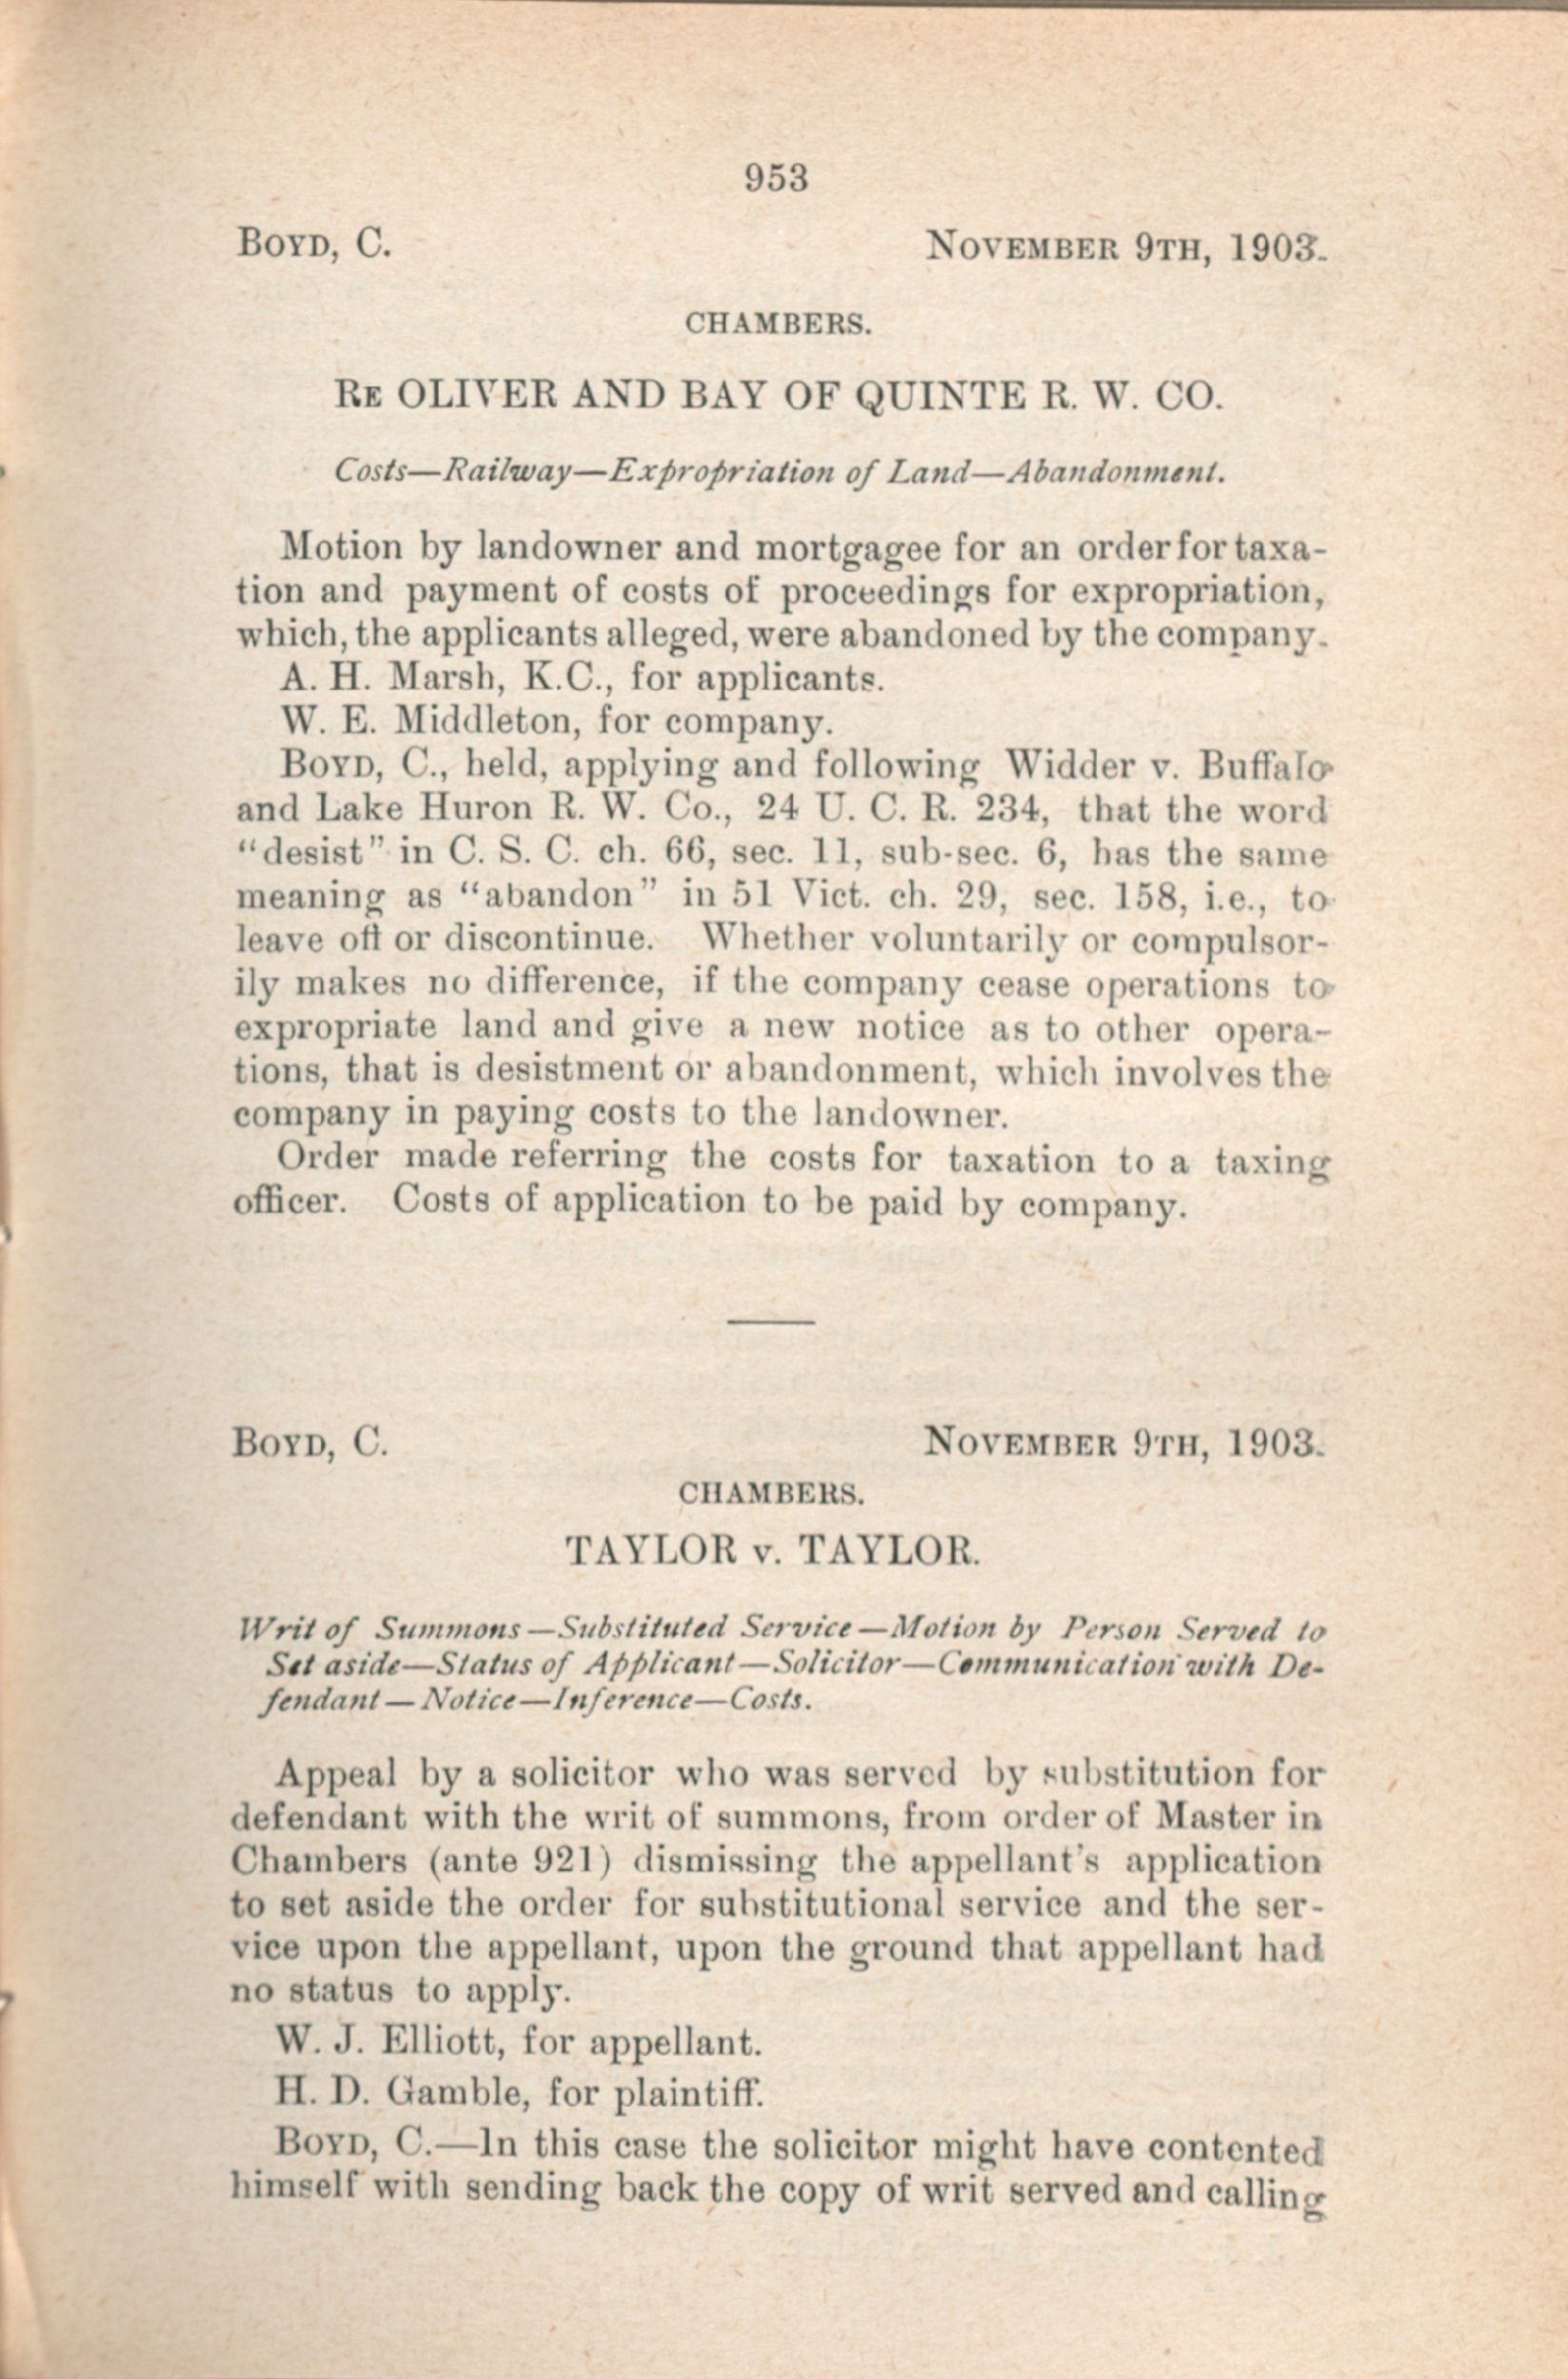 953
BOYD, C. NOVEMBER 9TH, 1903.
CHAMBERS.
RE OLIVER AND BAY OF QUINTE R. W. CO.
Costs—Railway—Expropriation of Land—Abandonment.
Motion by landowner and mortgagee for an order for taxa-
tion and payment of costs of proceedings for expropriation,
which, the applicants alleged, were abandoned by the company.
A. H. Marsh, K.C., for applicants.
W. E. Middleton, for company.
BOYD, C., held, applying and following Widder v. Buffalo
and Lake Huron R. W. Co., 24 U. C. R. 234, that the word
“desist” in C. S. C. ch. 66, sec. 11, sub-sec. 6, has the same
meaning as “abandon” in 51 Vict. ch. 29, sec. 158, i.e., to
leave off or discontinue. Whether voluntarily or compulsor-
ily makes no difference, if the company cease operations to
expropriate land and give a new notice as to other opera-
tions, that is desistment or abandonment, which involves the
company in paying costs to the landowner.
Order made referring the costs for taxation to a taxing
officer. Costs of application to be paid by company.
BOYD, C. NOVEMBER 9TH, 1903.
CHAMBERS.
TAYLOR v. TAYLOR.
Writ of Summons—Substituted Service—Motion by Person Served to
Set aside—Status of Applicant—Solicitor—Communication with De-
fendant—Notice—Inference—Costs.
Appeal by a solicitor who was served by substitution for
defendant with the writ of summons, from order of Master in
Chambers (ante 921) dismissing the appellant's application
to set aside the order for substitutional service and the ser-
vice upon the appellant, upon the ground that appellant had
no status to apply.
W. J. Elliott, for appellant.
H. D. Gamble, for plaintiff.
BOYD, C.—In this case the solicitor might have contented
himself with sending back the copy of writ served and calling